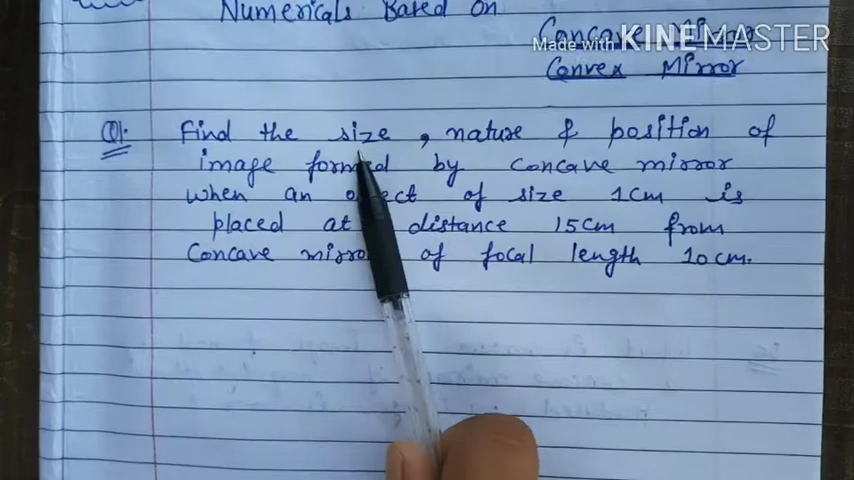 Numericals Based on
Concave Mirror
Made with KINEMASTER
Convex Mirror
Q1. Find the size, nature & position of
image formed by concave mirror
when an object of size 1cm is
placed at distance 15cm from
Concave mirror of focal length 10cm.